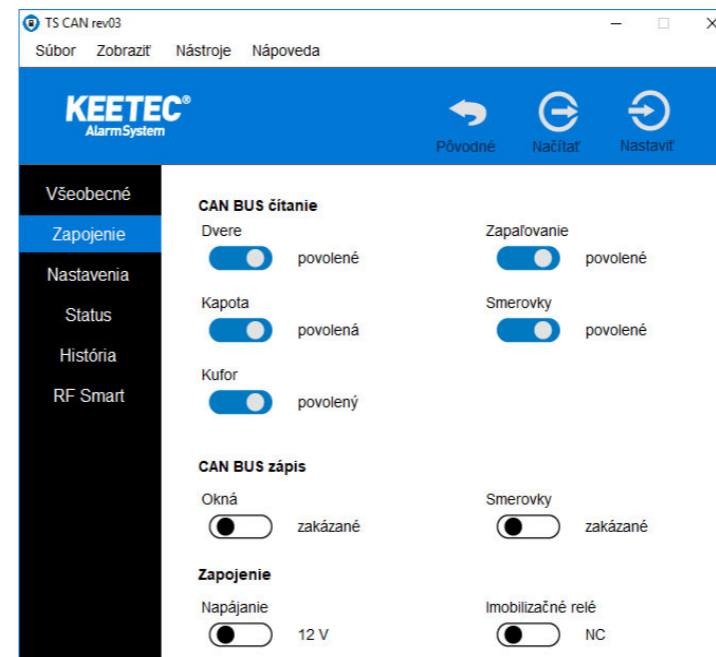 TS CAN rev03
Súbor Zobraziť Nástroje Nápoveda
KEETEC®
AlarmSystem
Pôvodné Načítať Nastaviť
Všeobecné
Zapojenie
Nastavenia
Status
História
RF Smart
CAN BUS čítanie
Dvere Zapaľovanie
povolené povolené
Kapota Smerovky
povolená povolené
Kufor
povolený
CAN BUS zápis
Okná Smerovky
zakázané zakázané
Zapojenie
Napájanie Imobilizačné relé
12 V NC